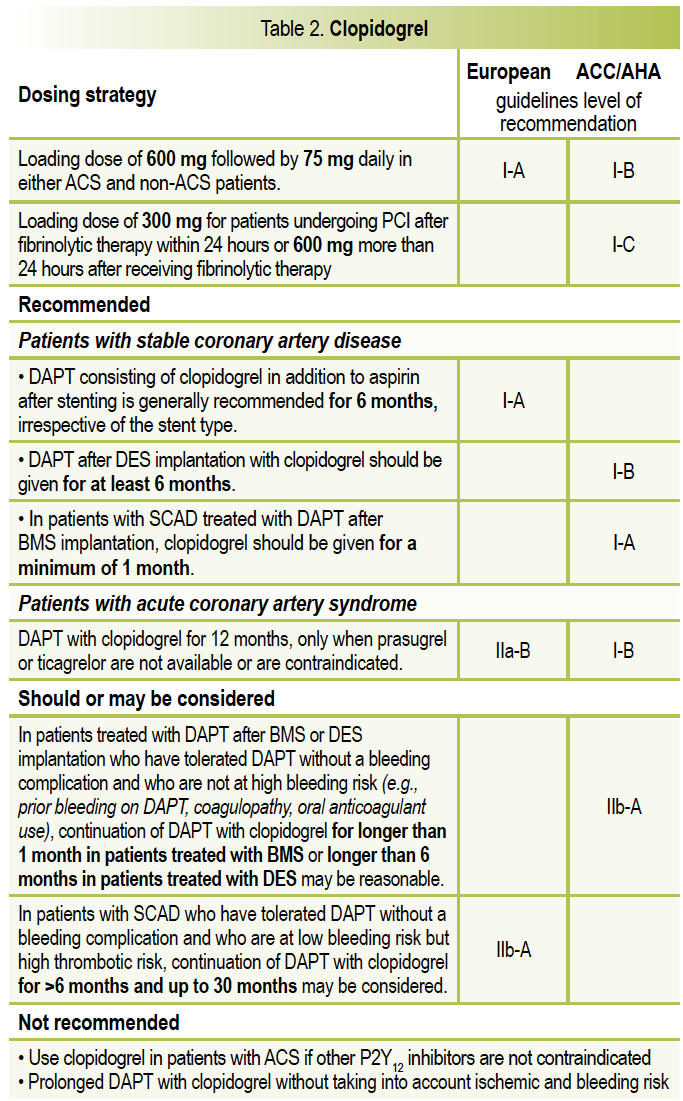 Table 2. Clopidogrel
Dosing strategy
European
ACC/AHA
guidelines level of
recommendation
Loading dose of 600 mg followed by 75 mg daily in
either ACS and non-ACS patients.
I-A
I-B
Loading dose of 300 mg for patients undergoing PCI after
fibrinolytic therapy within 24 hours or 600 mg more than
24 hours after receiving fibrinolytic therapy
I-C
Recommended
Patients with stable coronary artery disease
• DAPT consisting of clopidogrel in addition to aspirin
after stenting is generally recommended for 6 months,
irrespective of the stent type.
I-A
• DAPT after DES implantation with clopidogrel should be
given for at least 6 months.
I-B
• In patients with SCAD treated with DAPT after
BMS implantation, clopidogrel should be given for a
minimum of 1 month.
I-A
Patients with acute coronary artery syndrome
DAPT with clopidogrel for 12 months, only when prasugrel
or ticagrelor are not available or are contraindicated.
IIa-B
I-B
Should or may be considered
In patients treated with DAPT after BMS or DES
implantation who have tolerated DAPT without a bleeding
complication and who are not at high bleeding risk (e.g.,
prior bleeding on DAPT, coagulopathy, oral anticoagulant
use), continuation of DAPT with clopidogrel for longer than
1 month in patients treated with BMS or longer than 6
months in patients treated with DES may be reasonable.
IIb-A
In patients with SCAD who have tolerated DAPT without a
bleeding complication and who are at low bleeding risk but
high thrombotic risk, continuation of DAPT with clopidogrel
for >6 months and up to 30 months may be considered.
IIb-A
Not recommended
• Use clopidogrel in patients with ACS if other P2Y12 inhibitors are not contraindicated
• Prolonged DAPT with clopidogrel without taking into account ischemic and bleeding risk